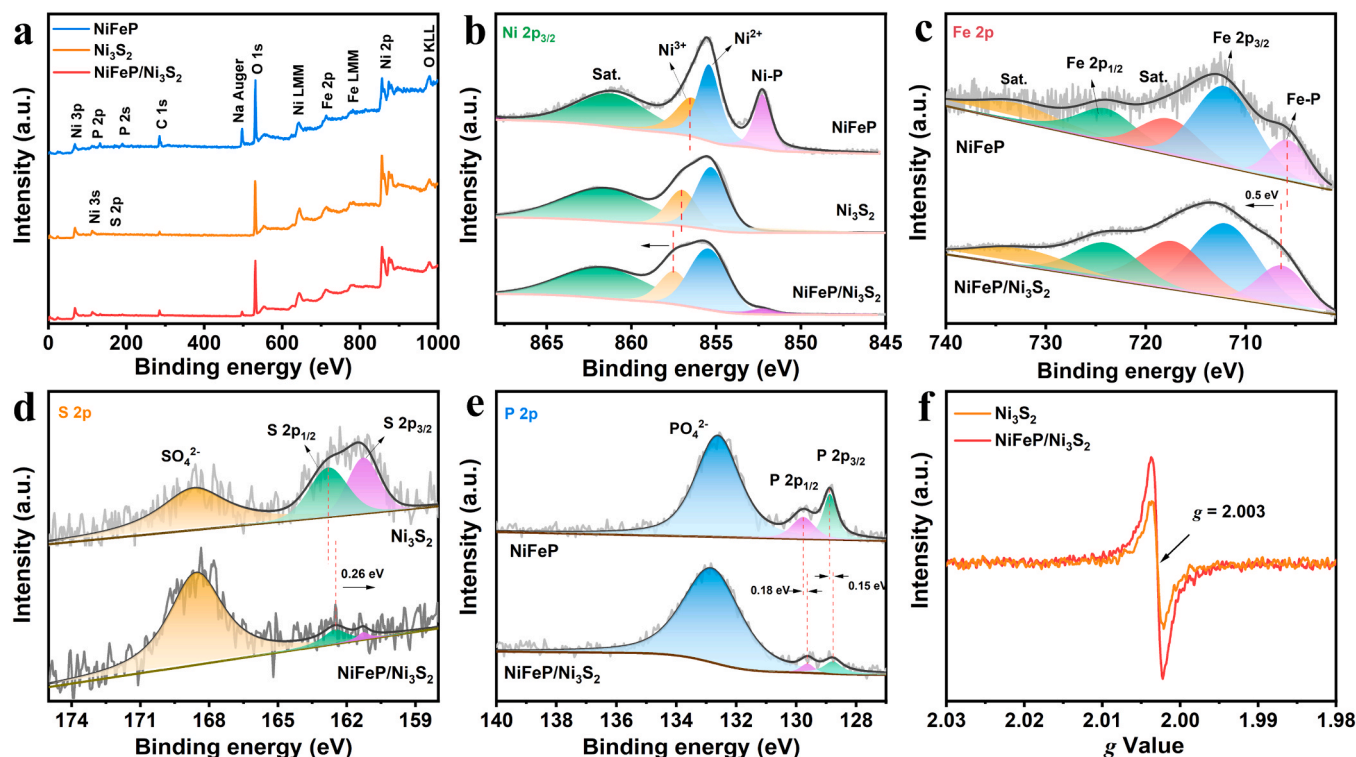 a
NiFeP
Ni₃S₂
NiFeP/Ni₃S₂
Ni 3p
P 2p
P 2s
C 1s
Na Auger
O 1s
Ni LMM
Fe 2p
Fe LMM
Ni 2p
O KLL
Ni 3s
S 2p
Intensity (a.u.)
0 200 400 600 800 1000
Binding energy (eV)
b
Ni 2p₃/₂
Sat.
Ni³⁺
Ni²⁺
Ni-P
NiFeP
Ni₃S₂
NiFeP/Ni₃S₂
Intensity (a.u.)
865 860 855 850 845
Binding energy (eV)
c
Fe 2p
Sat.
Fe 2p₁/₂
Sat.
Fe 2p₃/₂
Fe-P
NiFeP
0.5 eV
NiFeP/Ni₃S₂
Intensity (a.u.)
740 730 720 710
Binding energy (eV)
d
S 2p
SO₄²⁻
S 2p₁/₂
S 2p₃/₂
Ni₃S₂
0.26 eV
NiFeP/Ni₃S₂
Intensity (a.u.)
174 171 168 165 162 159
Binding energy (eV)
e
P 2p
PO₄²⁻
P 2p₁/₂
P 2p₃/₂
NiFeP
0.18 eV
0.15 eV
NiFeP/Ni₃S₂
Intensity (a.u.)
140 136 132 128
Binding energy (eV)
f
Ni₃S₂
NiFeP/Ni₃S₂
g = 2.003
Intensity (a.u.)
2.03 2.02 2.01 2.00 1.99 1.98
g Value